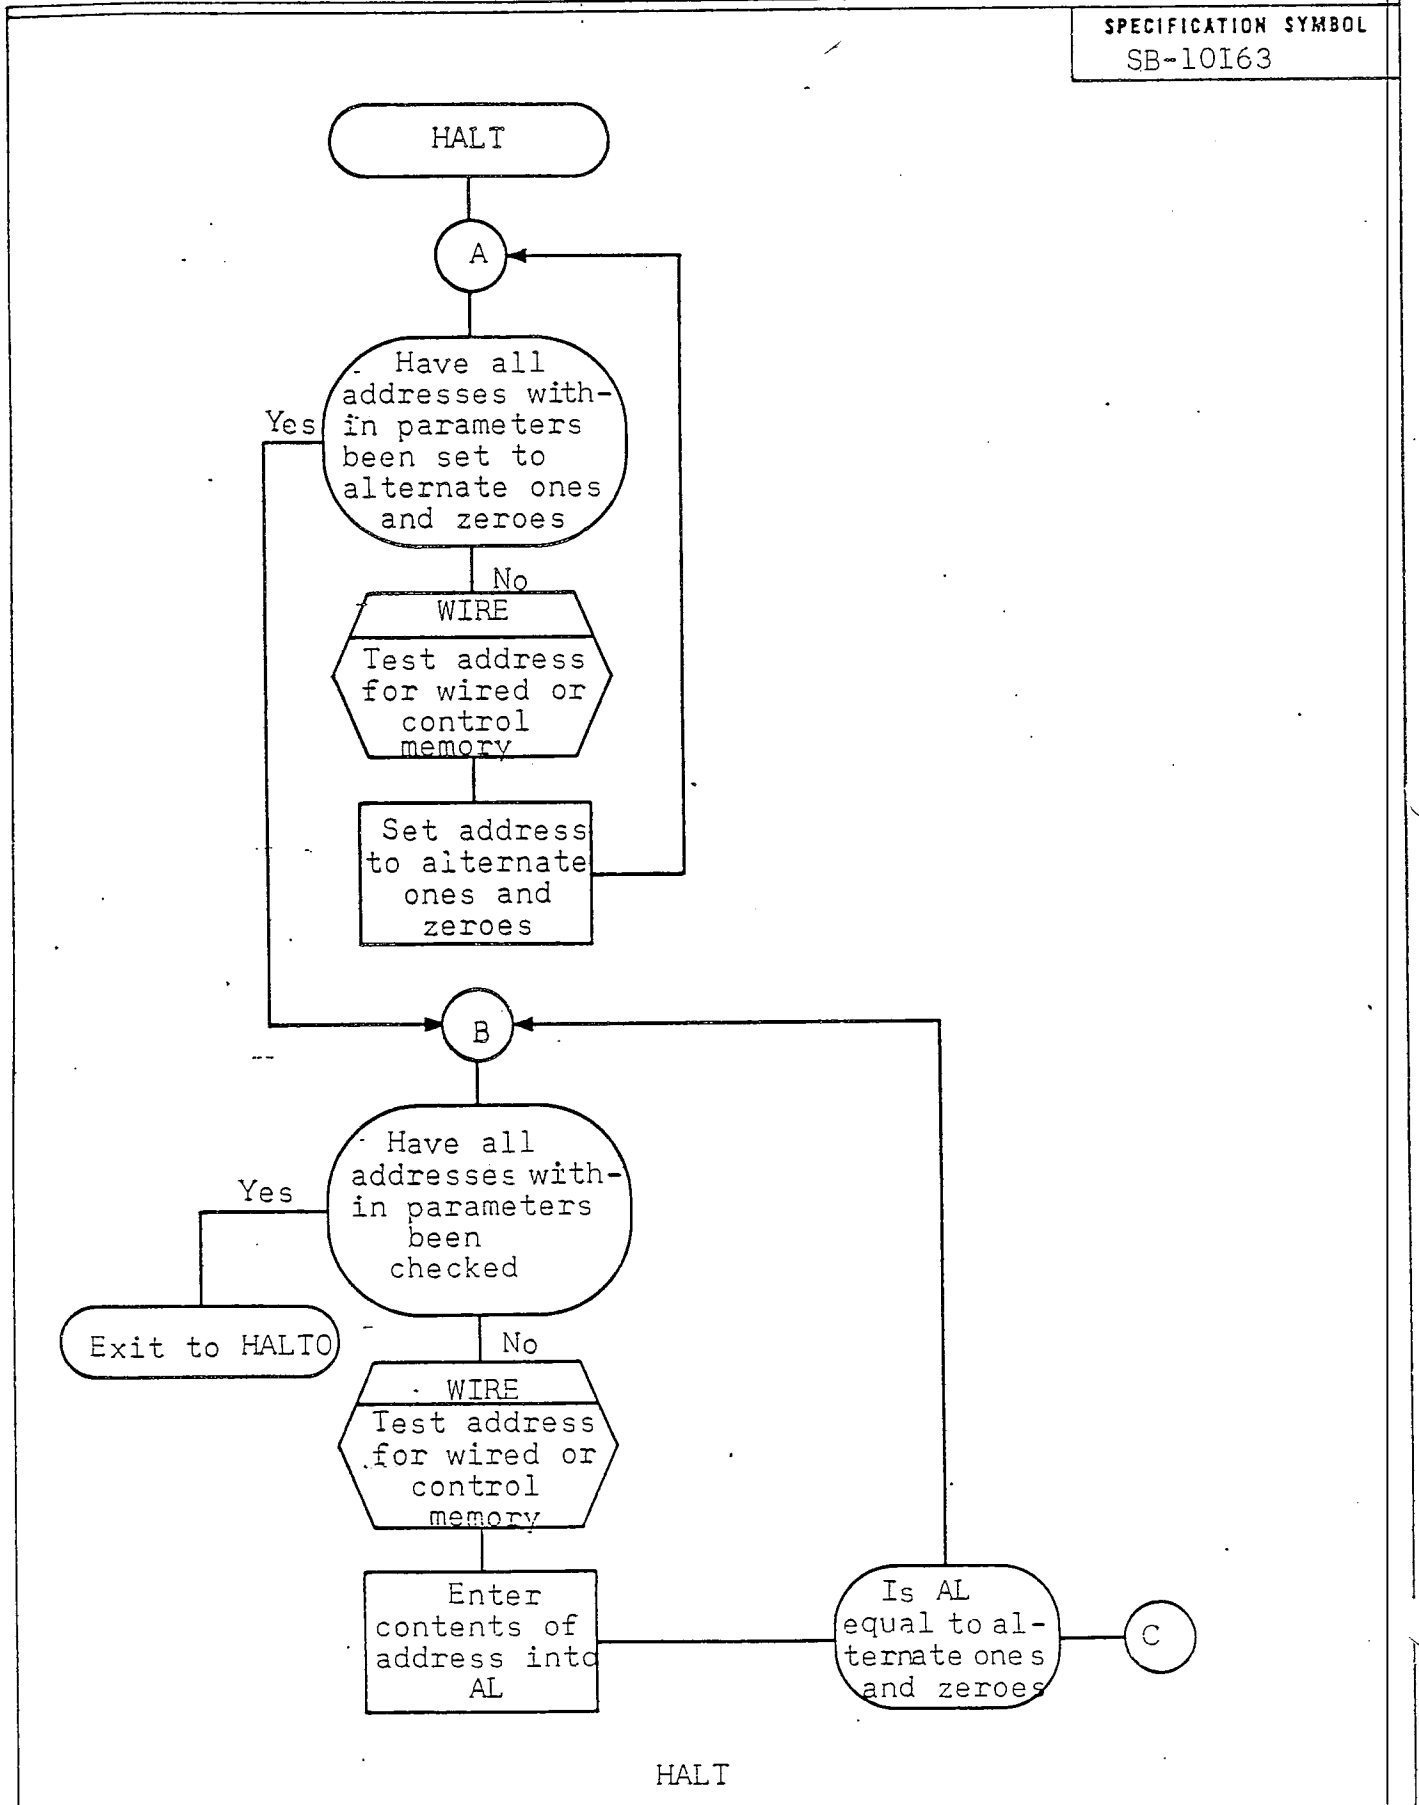 SPECIFICATION SYMBOL
SB-10I63
HALT
A
Have all
addresses with-
in parameters
been set to
alternate ones
and zeroes
Yes
No
WIRE
Test address
for wired or
control
memory
Set address
to alternate
ones and
zeroes
B
Have all
addresses with-
in parameters
been
checked
Yes
Exit to HALTO
No
WIRE
Test address
for wired or
control
memory
Enter
contents of
address into
AL
Is AL
equal to al-
ternate ones
and zeroes
C
HALT